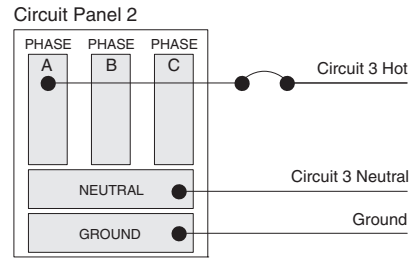 Circuit Panel 2
PHASE PHASE PHASE
A B C
Circuit 3 Hot
NEUTRAL
Circuit 3 Neutral
GROUND
Ground